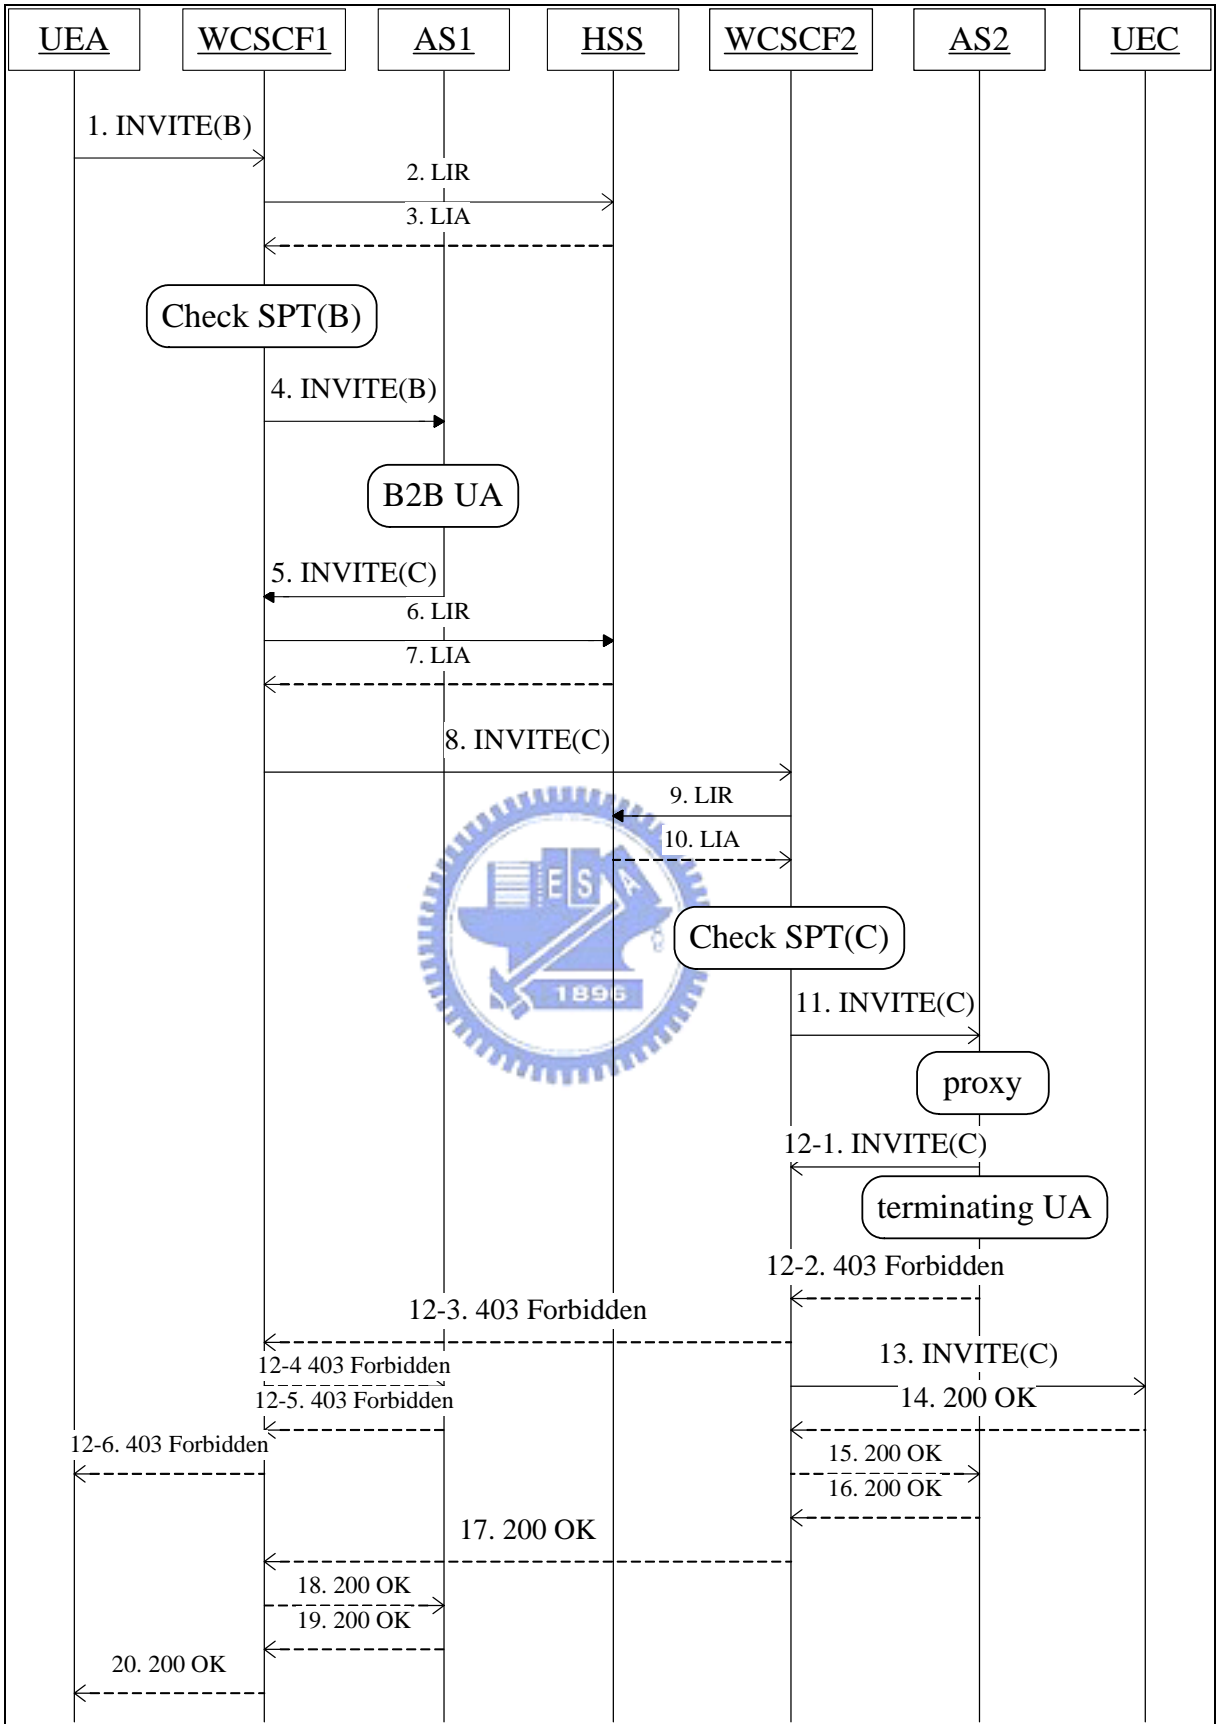 UEA WCSCF1 AS1 HSS WCSCF2 AS2 UEC
1. INVITE(B)
2. LIR
3. LIA
Check SPT(B)
4. INVITE(B)
B2B UA
5. INVITE(C)
6. LIR
7. LIA
8. INVITE(C)
9. LIR
10. LIA
E S A
Check SPT(C)
1896
11. INVITE(C)
proxy
12-1. INVITE(C)
terminating UA
12-2. 403 Forbidden
12-3. 403 Forbidden
13. INVITE(C)
12-4 403 Forbidden
12-5. 403 Forbidden
14. 200 OK
12-6. 403 Forbidden
15. 200 OK
16. 200 OK
17. 200 OK
18. 200 OK
19. 200 OK
20. 200 OK